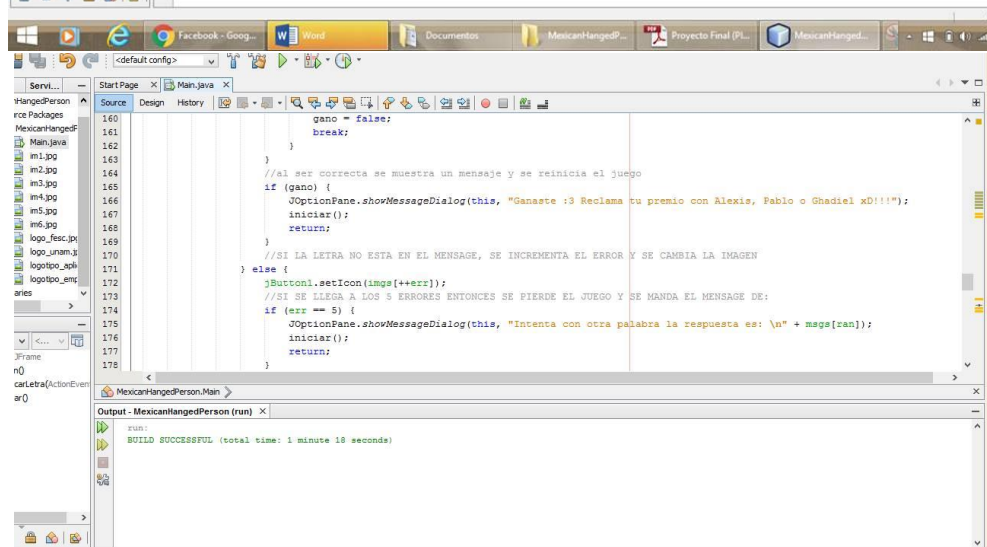 Facebook - Goog...
Word
Documentos
MexicanHangedP...
Proyecto Final (Pl...
MexicanHanged...
<default config>
Servi...
Start Page
Main.java
Source
Design
History
HangedPerson
rce Packages
MexicanHangedP
Main.java
im1.jpg
im2.jpg
im3.jpg
im4.jpg
im5.jpg
im6.jpg
logo_fesc.jpg
logo_unam.jp
logotipo_apli
logotipo_emp
aries
160 gano = false;
161 break;
162 }
163 }
164 //al ser correcta se muestra un mensaje y se reinicia el juego
165 if (gano) {
166 JOptionPane.showMessageDialog(this, "Ganaste :3 Reclama tu premio con Alexis, Pablo o Ghadiel xD!!!");
167 iniciar();
168 return;
169 }
170 //SI LA LETRA NO ESTA EN EL MENSAGE, SE INCREMENTA EL ERROR Y SE CAMBIA LA IMAGEN
171 } else {
172 jButton1.setIcon(imgs[++err]);
173 //SI SE LLEGA A LOS 5 ERRORES ENTONCES SE PIERDE EL JUEGO Y SE MANDA EL MENSAGE DE:
174 if (err == 5) {
175 JOptionPane.showMessageDialog(this, "Intenta con otra palabra la respuesta es: \n" + msgs[ran]);
176 iniciar();
177 return;
178 }
<...
JFrame
n()
carLetra(ActionEvent
ar()
MexicanHangedPerson.Main
Output - MexicanHangedPerson (run)
run:
BUILD SUCCESSFUL (total time: 1 minute 18 seconds)